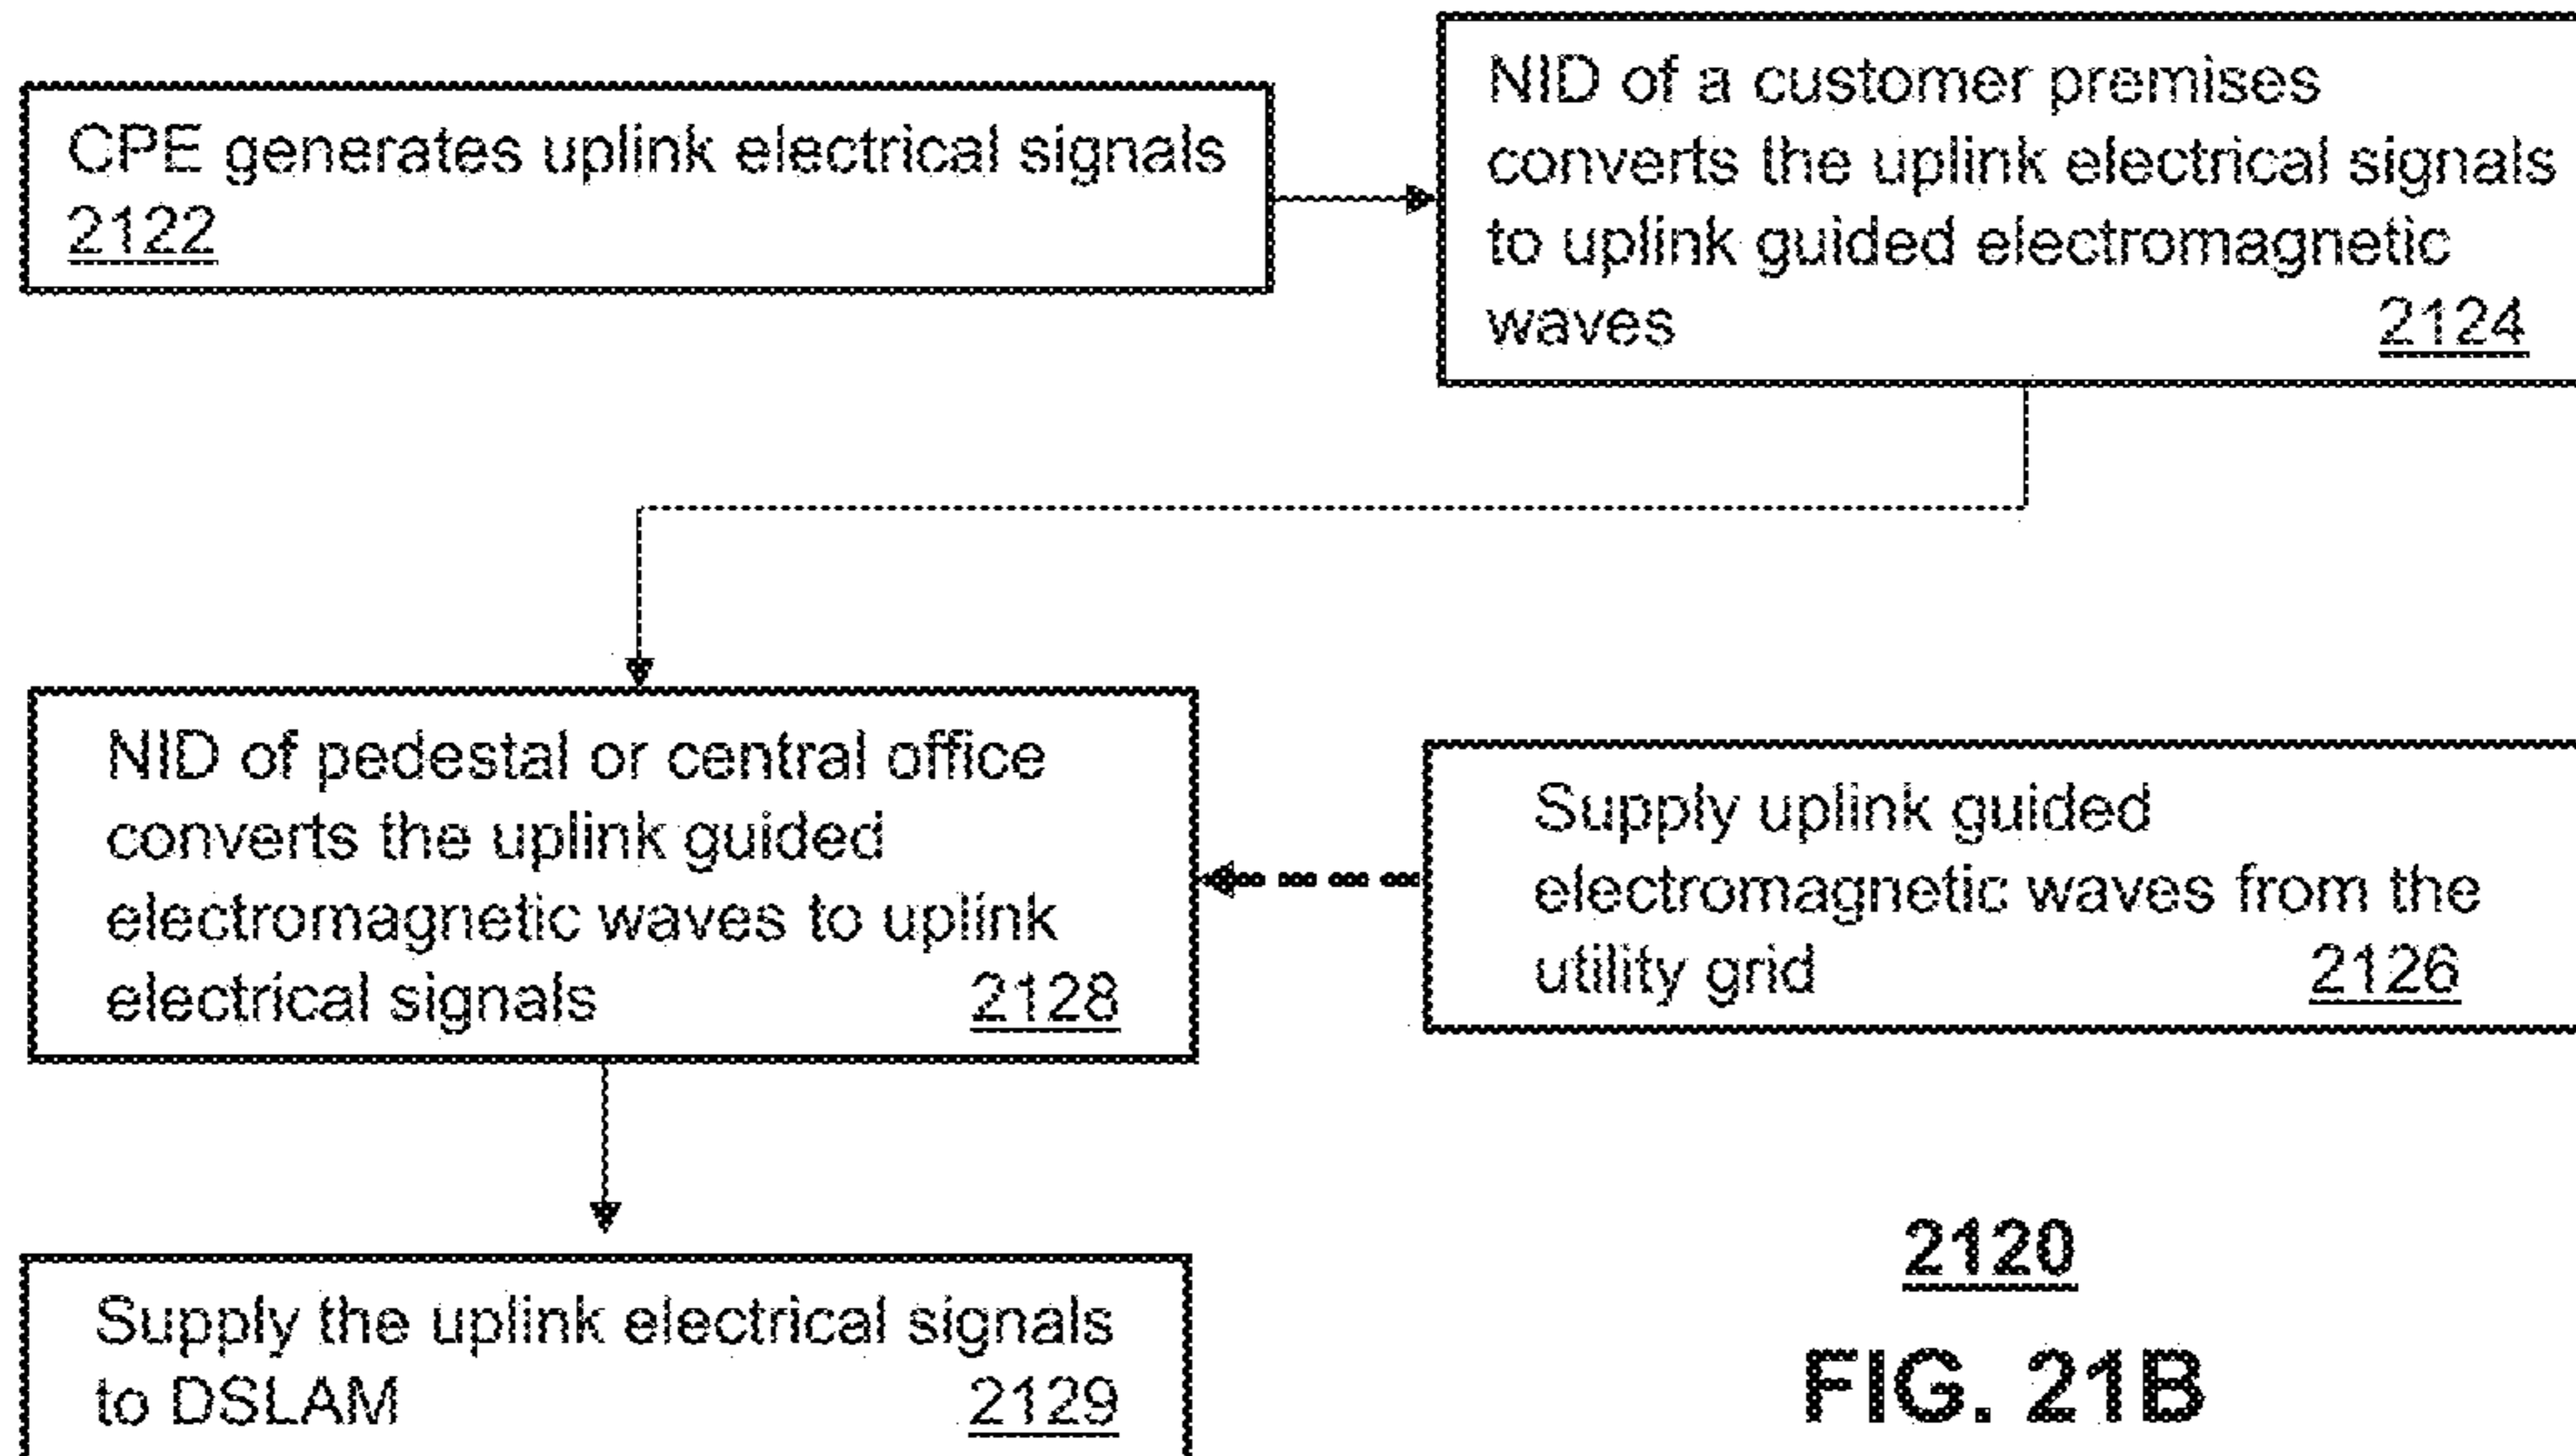 CPE generates uplink electrical signals
2122
NID of a customer premises
converts the uplink electrical signals
to uplink guided electromagnetic
waves 2124
NID of pedestal or central office
converts the uplink guided
electromagnetic waves to uplink
electrical signals 2128
Supply uplink guided
electromagnetic waves from the
utility grid 2126
Supply the uplink electrical signals
to DSLAM 2129
2120
FIG. 21B